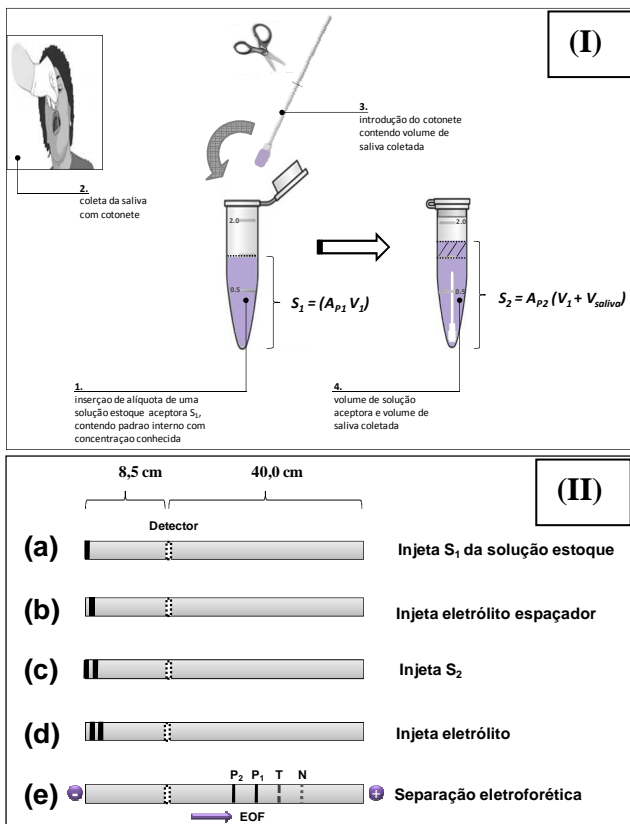 (I)
3.
introdução do cotonete
contendo volume de
saliva coletada
2.
coleta da saliva
com cotonete
2.0
0.5
S₁ = (A_P1 V₁)
2.0
0.5
S₂ = A_P2 (V₁ + V_saliva)
1.
inserçao de alíquota de uma
solução estoque aceptora S₁,
contendo padrao interno com
concentraçao conhecida
4.
volume de solução
aceptora e volume de
saliva coletada
(II)
8,5 cm 40,0 cm
Detector
(a) Injeta S₁ da solução estoque
(b) Injeta eletrólito espaçador
(c) Injeta S₂
(d) Injeta eletrólito
P₂ P₁ T N
(e) - + Separação eletroforética
EOF